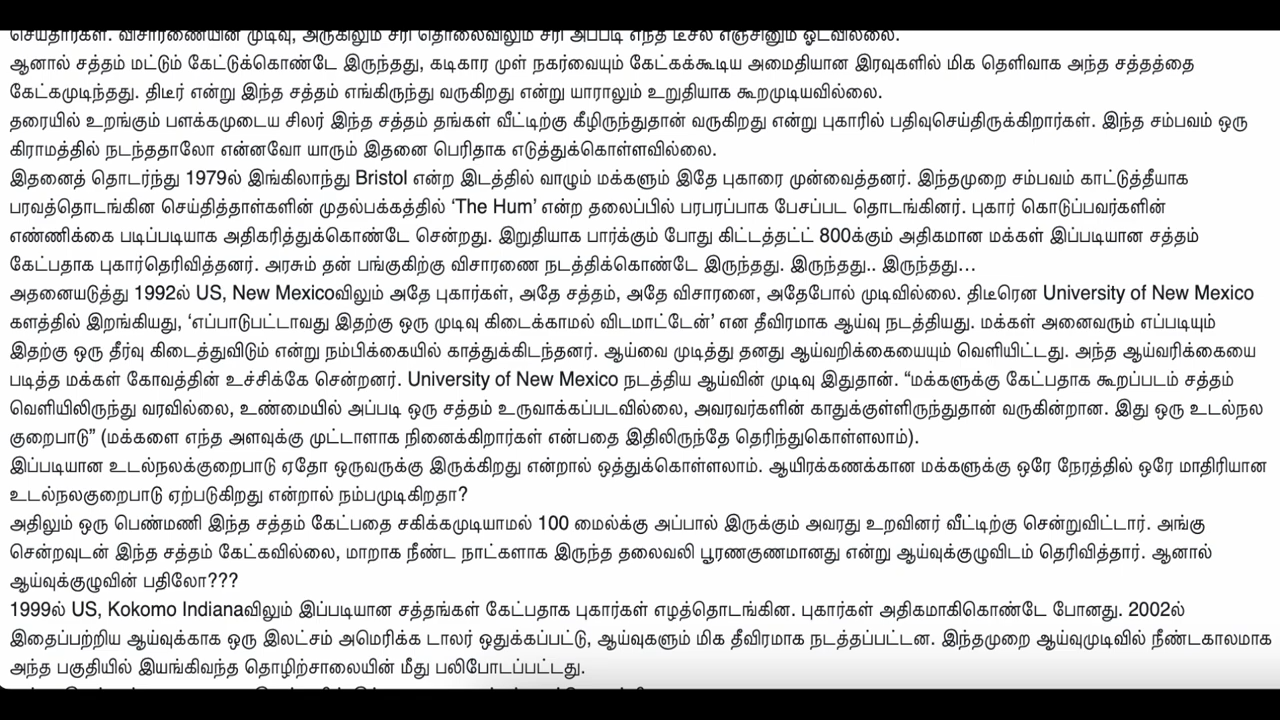 செய்தார்கள். விசாரணையின் முடிவு, அருகிலும் சரி தொலைவிலும் சரி அப்படி எந்த டீசல் எஞ்சினும் ஓடவில்லை.
ஆனால் சத்தம் மட்டும் கேட்டுக்கொண்டே இருந்தது, கடிகார முள் நகர்வையும் கேட்கக்கூடிய அமைதியான இரவுகளில் மிக தெளிவாக அந்த சத்தத்தை
கேட்கமுடிந்தது. திடீர் என்று இந்த சத்தம் எங்கிருந்து வருகிறது என்று யாராலும் உறுதியாக கூறமுடியவில்லை.
தரையில் உறங்கும் பளக்கமுடைய சிலர் இந்த சத்தம் தங்கள் வீட்டிற்கு கீழிருந்துதான் வருகிறது என்று புகாரில் பதிவுசெய்திருக்கிறார்கள். இந்த சம்பவம் ஒரு
கிராமத்தில் நடந்ததாலோ என்னவோ யாரும் இதனை பெரிதாக எடுத்துக்கொள்ளவில்லை.
இதனைத் தொடர்ந்து 1979ல் இங்கிலாந்து Bristol என்ற இடத்தில் வாழும் மக்களும் இதே புகாரை முன்வைத்தனர். இந்தமுறை சம்பவம் காட்டுத்தீயாக
பரவத்தொடங்கின செய்தித்தாள்களின் முதல்பக்கத்தில் ‘The Hum’ என்ற தலைப்பில் பரபரப்பாக பேசப்பட தொடங்கினர். புகார் கொடுப்பவர்களின்
எண்ணிக்கை படிப்படியாக அதிகரித்துக்கொண்டே சென்றது. இறுதியாக பார்க்கும் போது கிட்டத்தட்ட் 800க்கும் அதிகமான மக்கள் இப்படியான சத்தம்
கேட்பதாக புகார்தெரிவித்தனர். அரசும் தன் பங்குகிற்கு விசாரணை நடத்திக்கொண்டே இருந்தது. இருந்தது.. இருந்தது…
அதனையடுத்து 1992ல் US, New Mexicoவிலும் அதே புகார்கள், அதே சத்தம், அதே விசாரனை, அதேபோல் முடிவில்லை. திடீரென University of New Mexico
களத்தில் இறங்கியது, ‘எப்பாடுபட்டாவது இதற்கு ஒரு முடிவு கிடைக்காமல் விடமாட்டேன்’ என தீவிரமாக ஆய்வு நடத்தியது. மக்கள் அனைவரும் எப்படியும்
இதற்கு ஒரு தீர்வு கிடைத்துவிடும் என்று நம்பிக்கையில் காத்துக்கிடந்தனர். ஆய்வை முடித்து தனது ஆய்வறிக்கையையும் வெளியிட்டது. அந்த ஆய்வரிக்கையை
படித்த மக்கள் கோவத்தின் உச்சிக்கே சென்றனர். University of New Mexico நடத்திய ஆய்வின் முடிவு இதுதான். “மக்களுக்கு கேட்பதாக கூறப்படம் சத்தம்
வெளியிலிருந்து வரவில்லை, உண்மையில் அப்படி ஒரு சத்தம் உருவாக்கப்படவில்லை, அவரவர்களின் காதுக்குள்ளிருந்துதான் வருகின்றான. இது ஒரு உடல்நல
குறைபாடு” (மக்களை எந்த அளவுக்கு முட்டாளாக நினைக்கிறார்கள் என்பதை இதிலிருந்தே தெரிந்துகொள்ளலாம்).
இப்படியான உடல்நலக்குறைபாடு ஏதோ ஒருவருக்கு இருக்கிறது என்றால் ஒத்துக்கொள்ளலாம். ஆயிரக்கணக்கான மக்களுக்கு ஒரே நேரத்தில் ஒரே மாதிரியான
உடல்நலகுறைபாடு ஏற்படுகிறது என்றால் நம்பமுடிகிறதா?
அதிலும் ஒரு பெண்மணி இந்த சத்தம் கேட்பதை சகிக்கமுடியாமல் 100 மைல்க்கு அப்பால் இருக்கும் அவரது உறவினர் வீட்டிற்கு சென்றுவிட்டார். அங்கு
சென்றவுடன் இந்த சத்தம் கேட்கவில்லை, மாறாக நீண்ட நாட்களாக இருந்த தலைவலி பூரணகுணமானது என்று ஆய்வுக்குழுவிடம் தெரிவித்தார். ஆனால்
ஆய்வுக்குழுவின் பதிலோ???
1999ல் US, Kokomo Indianaவிலும் இப்படியான சத்தங்கள் கேட்பதாக புகார்கள் எழத்தொடங்கின. புகார்கள் அதிகமாகிகொண்டே போனது. 2002ல்
இதைப்பற்றிய ஆய்வுக்காக ஒரு இலட்சம் அமெரிக்க டாலர் ஒதுக்கப்பட்டு, ஆய்வுகளும் மிக தீவிரமாக நடத்தப்பட்டன. இந்தமுறை ஆய்வுமுடிவில் நீண்டகாலமாக
அந்த பகுதியில் இயங்கிவந்த தொழிற்சாலையின் மீது பலிபோடப்பட்டது.